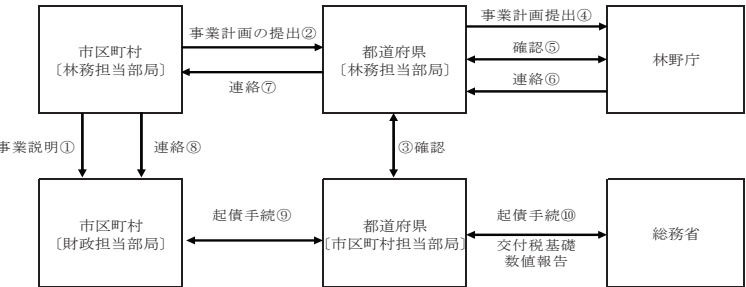 事業計画提出④
事業計画の提出②
市区町村
〔林務担当部局〕
都道府県
〔林務担当部局〕
確認⑤
林野庁
連絡⑦
連絡⑥
事業説明①
連絡⑧
③確認
市区町村
〔財政担当部局〕
起債手続⑨
都道府県
〔市区町村担当部局〕
起債手続⑩
交付税基礎
数値報告
総務省